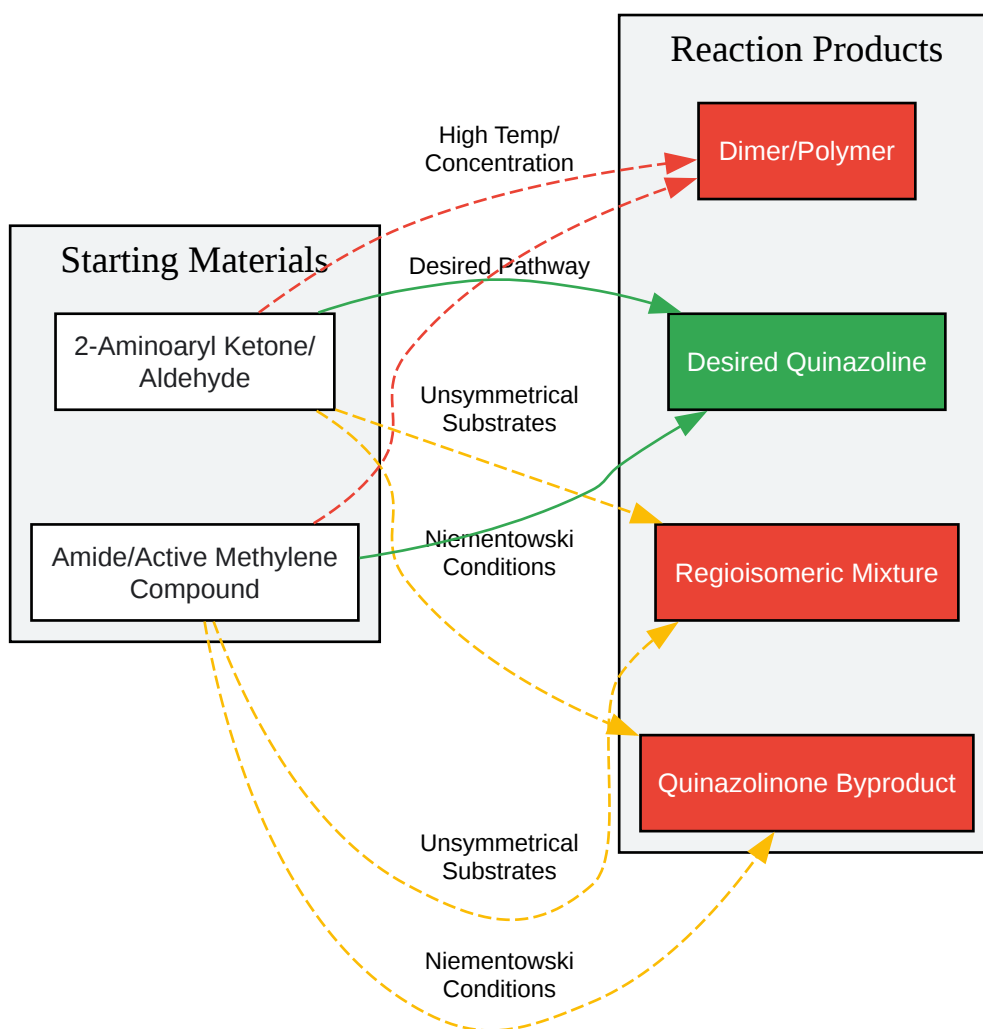 Reaction Products
High Temp/
Concentration
Dimer/Polymer
Starting Materials
Desired Pathway
2-Aminoaryl Ketone/
Aldehyde
Desired Quinazoline
Unsymmetrical
Substrates
Niementowski
Conditions
Amide/Active Methylene
Compound
Regioisomeric Mixture
Quinazolinone Byproduct
Unsymmetrical
Substrates
Niementowski
Conditions